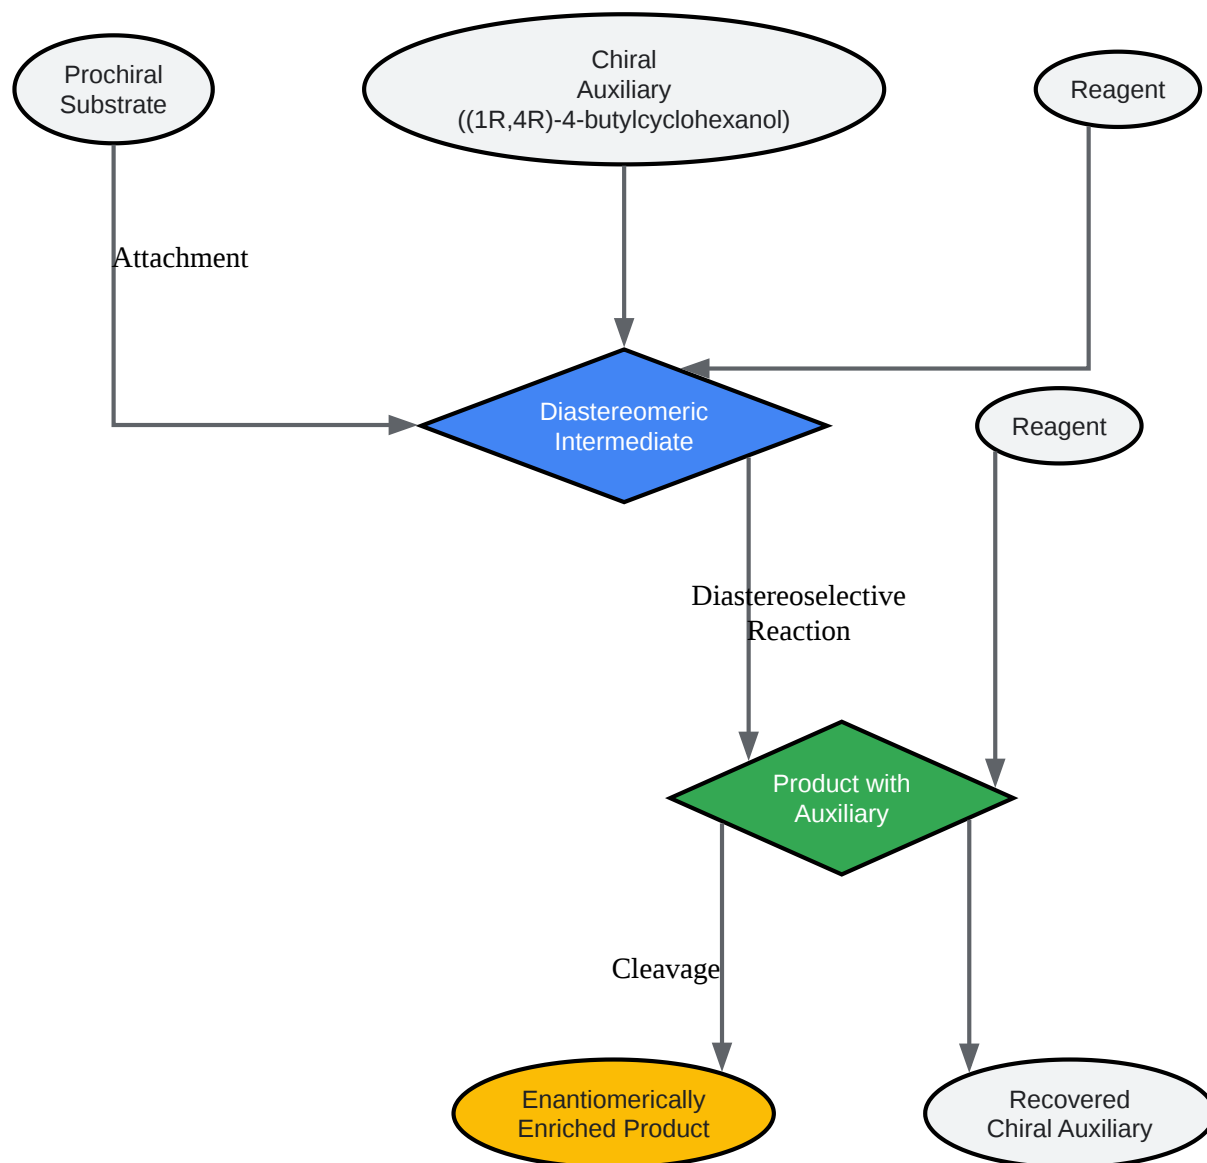 Prochiral
Substrate
Chiral
Auxiliary
((1R,4R)-4-butylcyclohexanol)
Reagent
Attachment
Diastereomeric
Intermediate
Reagent
Diastereoselective
Reaction
Product with
Auxiliary
Cleavage
Enantiomerically
Enriched Product
Recovered
Chiral Auxiliary